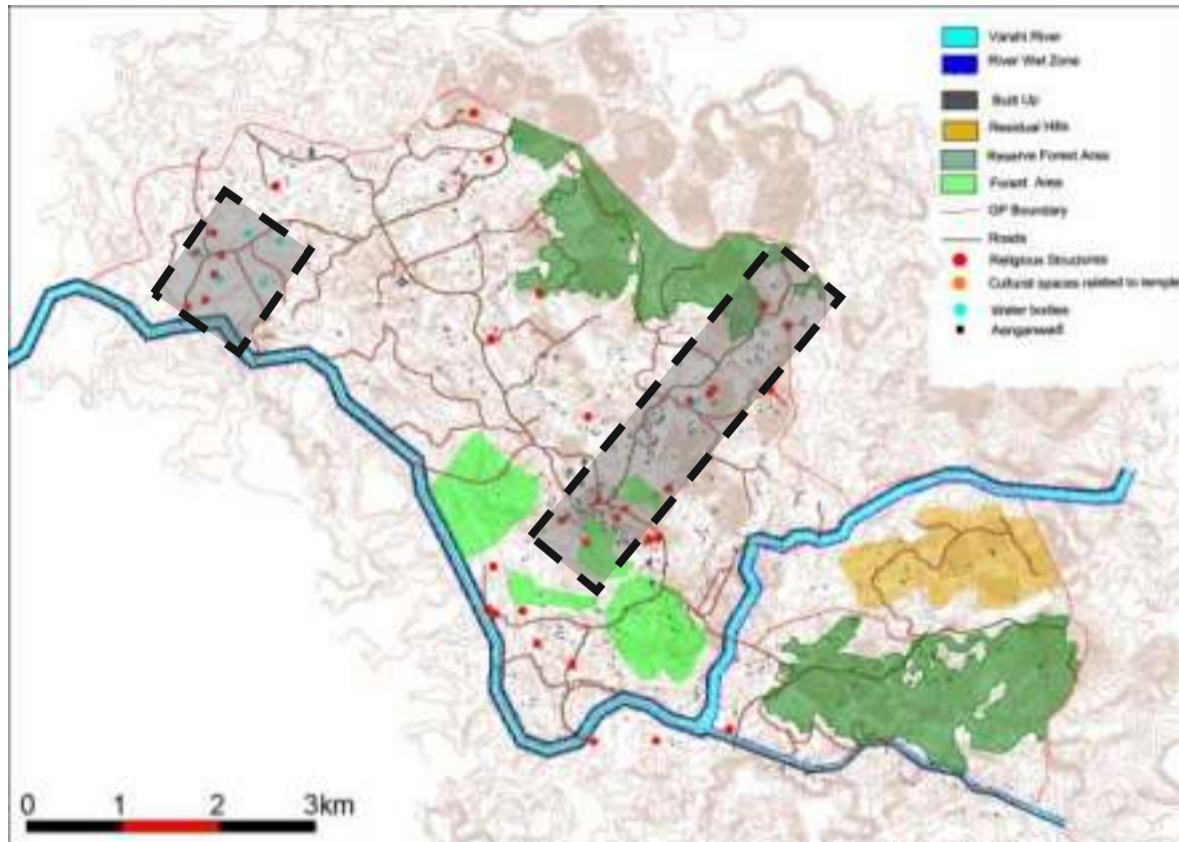 Varahi River
River Wet Zone
Built Up
Residual Hills
Reserve Forest Area
Forest Area
GP Boundary
Roads
Religious Structures
Cultural spaces related to temple
Water bodies
0 1 2 3km